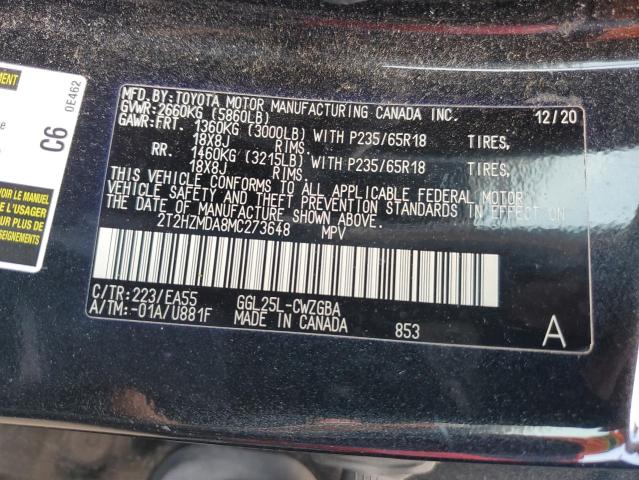 EMENT
0E462
C6
OIR LE MANUEL
E L'USAGER
UR PLUS DE
SEIGNEMENTS
MFD.BY:TOYOTA MOTOR MANUFACTURING CANADA INC. 12/20
GVWR:2660KG (5860LB)
GAWR:FRT. 1360KG (3000LB) WITH P235/65R18 TIRES,
18X8J RIMS.
RR. 1460KG (3215LB) WITH P235/65R18 TIRES,
18X8J RIMS.
THIS VEHICLE CONFORMS TO ALL APPLICABLE FEDERAL MOTOR
VEHICLE SAFETY AND THEFT PREVENTION STANDARDS IN EFFECT ON
THE DATE OF MANUFACTURE SHOWN ABOVE.
2T2HZMDA8MC273648 MPV
C/TR:223/EA55 GGL25L-CWZGBA
A/TM:-01A/U881F MADE IN CANADA 853 A